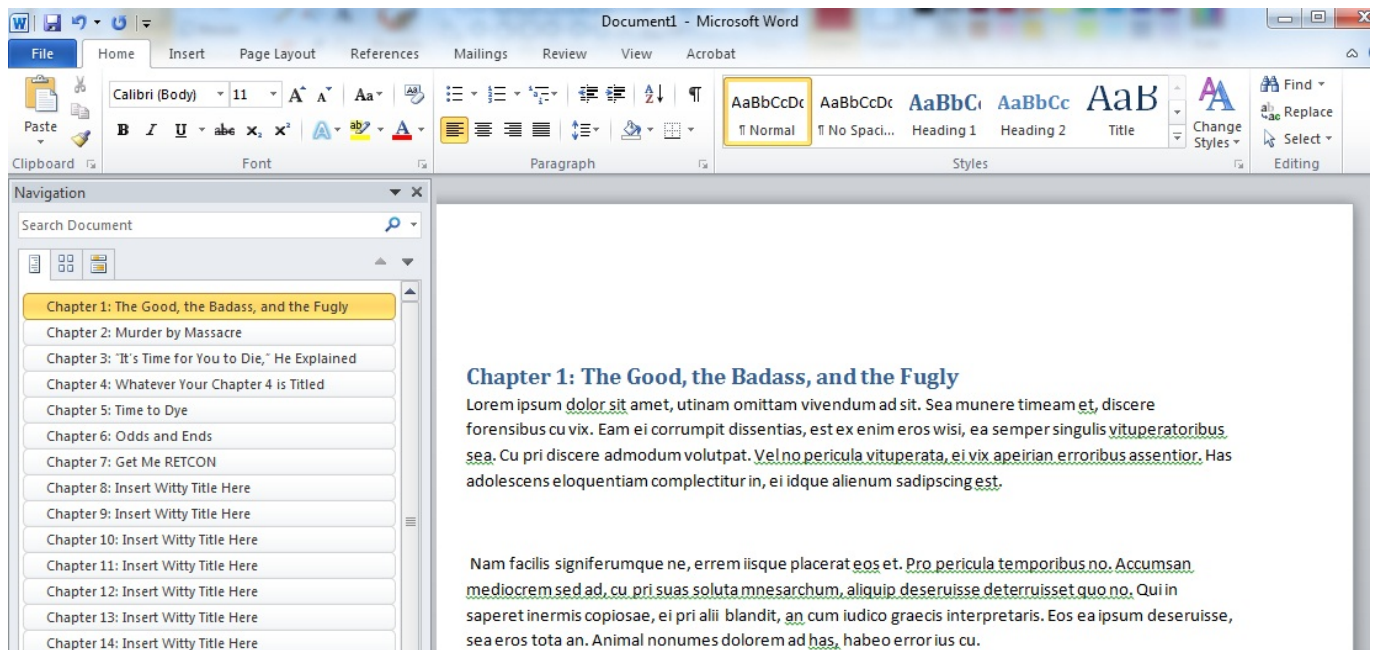 Document1 - Microsoft Word
File Home Insert Page Layout References Mailings Review View Acrobat
Calibri (Body) 11 Aa
Paste
B I U abc x₂ x² A ab A
AaBbCcDc AaBbCcDc AaBbC AaBbCc AaB
¶ Normal ¶ No Spaci... Heading 1 Heading 2 Title
Change Styles
Find
Replace
Select
Clipboard Font Paragraph Styles Editing
Navigation
Search Document
Chapter 1: The Good, the Badass, and the Fugly
Chapter 2: Murder by Massacre
Chapter 3: "It's Time for You to Die," He Explained
Chapter 4: Whatever Your Chapter 4 is Titled
Chapter 5: Time to Dye
Chapter 6: Odds and Ends
Chapter 7: Get Me RETCON
Chapter 8: Insert Witty Title Here
Chapter 9: Insert Witty Title Here
Chapter 10: Insert Witty Title Here
Chapter 11: Insert Witty Title Here
Chapter 12: Insert Witty Title Here
Chapter 13: Insert Witty Title Here
Chapter 14: Insert Witty Title Here
Chapter 1: The Good, the Badass, and the Fugly
Lorem ipsum dolor sit amet, utinam omittam vivendum ad sit. Sea munere timeam et, discere
forensibus cu vix. Eam ei corrumpit dissentias, est ex enim eros wisi, ea semper singulis vituperatoribus
sea. Cu pri discere admodum volutpat. Vel no pericula vituperata, ei vix apeirian erroribus assentior. Has
adolescens eloquentiam complectitur in, ei idque alienum sadipscing est.
Nam facilis signiferumque ne, errem iisque placerat eos et. Pro pericula temporibus no. Accumsan
mediocrem sed ad, cu pri suas soluta mnesarchum, aliquip deseruisse deterruisset quo no. Qui in
saperet inermis copiosae, ei pri alii blandit, an cum iudico graecis interpretaris. Eos ea ipsum deseruisse,
sea eros tota an. Animal nonumes dolorem ad has, habeo error ius cu.